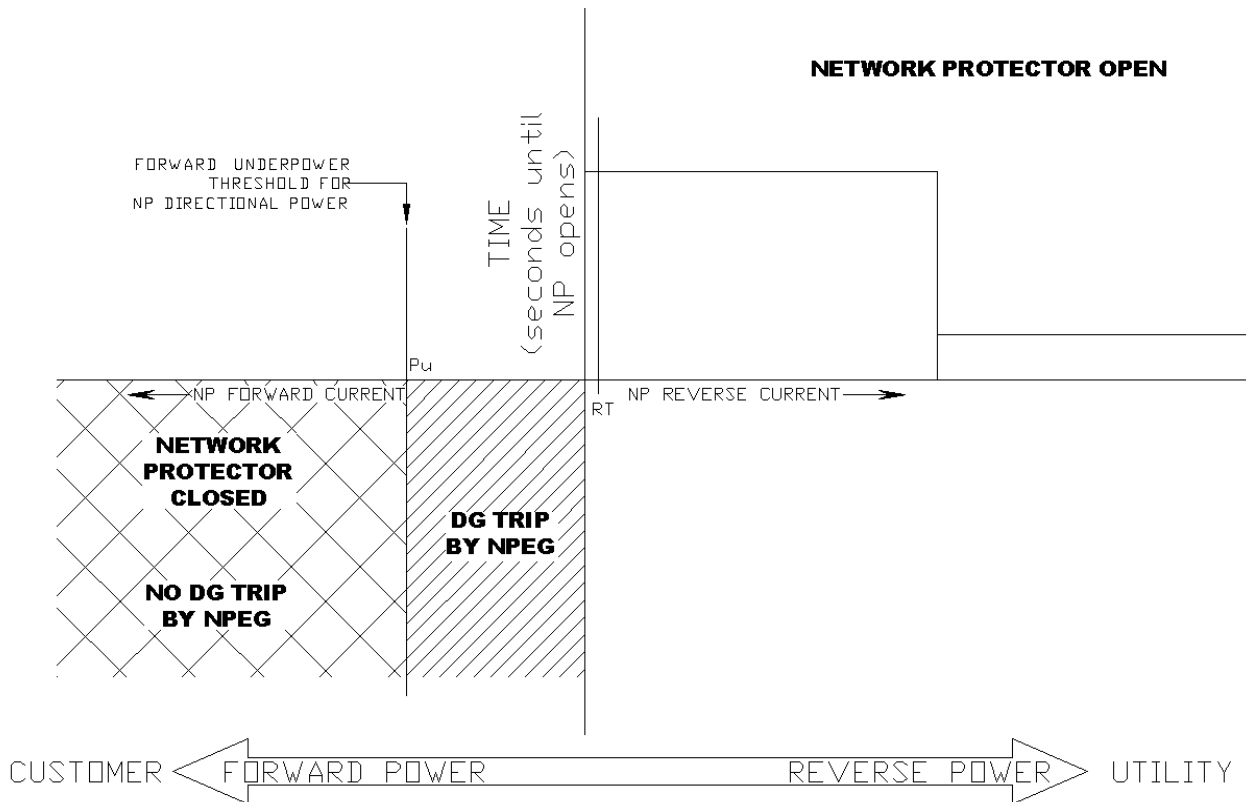 NETWORK PROTECTOR OPEN
FORWARD UNDERPOWER
THRESHOLD FOR
NP DIRECTIONAL POWER
TIME
(seconds until
NP opens)
Pu
NP FORWARD CURRENT
RT
NP REVERSE CURRENT
NETWORK
PROTECTOR
CLOSED
DG TRIP
BY NPEG
NO DG TRIP
BY NPEG
CUSTOMER
FORWARD POWER
REVERSE POWER
UTILITY